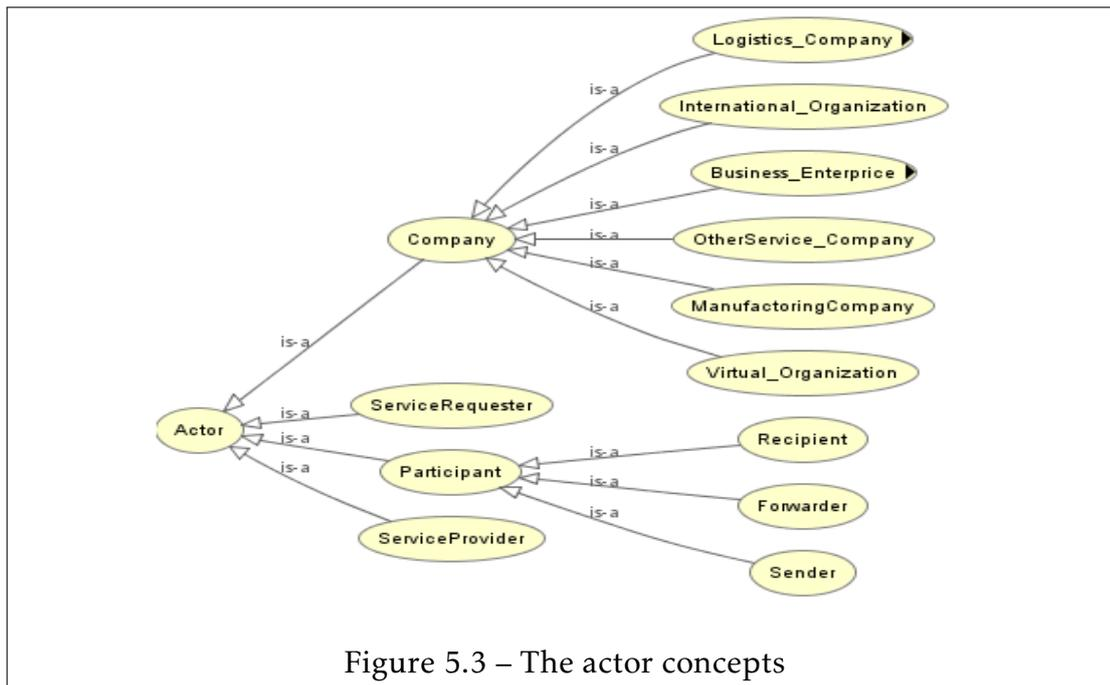 Logistics_Company
is-a
International_Organization
is-a
Business_Enterprice
is-a
Company
is-a
OtherService_Company
is-a
ManufactoringCompany
is-a
Virtual_Organization
is-a
ServiceRequester
is-a
Actor
is-a
Participant
is-a
Recipient
is-a
is-a
Forwarder
is-a
ServiceProvider
is-a
Sender
Figure 5.3 – The actor concepts